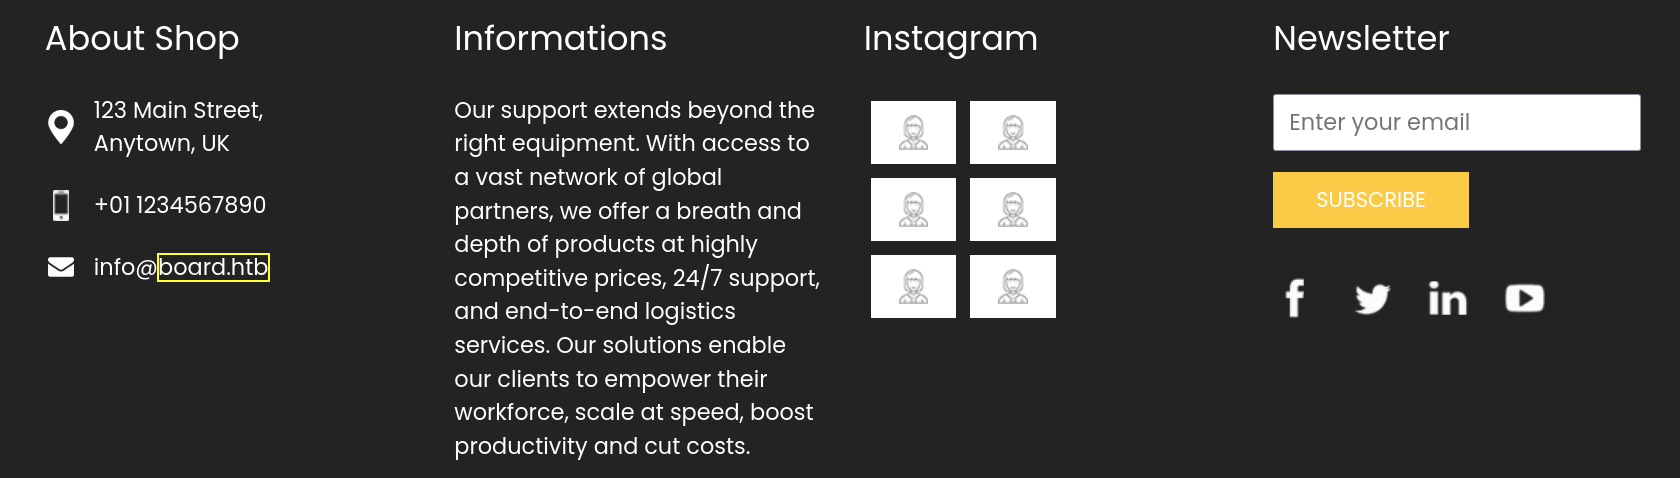 About Shop
123 Main Street,
Anytown, UK
+01 1234567890
info@board.htb
Informations
Our support extends beyond the
right equipment. With access to
a vast network of global
partners, we offer a breath and
depth of products at highly
competitive prices, 24/7 support,
and end-to-end logistics
services. Our solutions enable
our clients to empower their
workforce, scale at speed, boost
productivity and cut costs.
Instagram
Newsletter
Enter your email
SUBSCRIBE